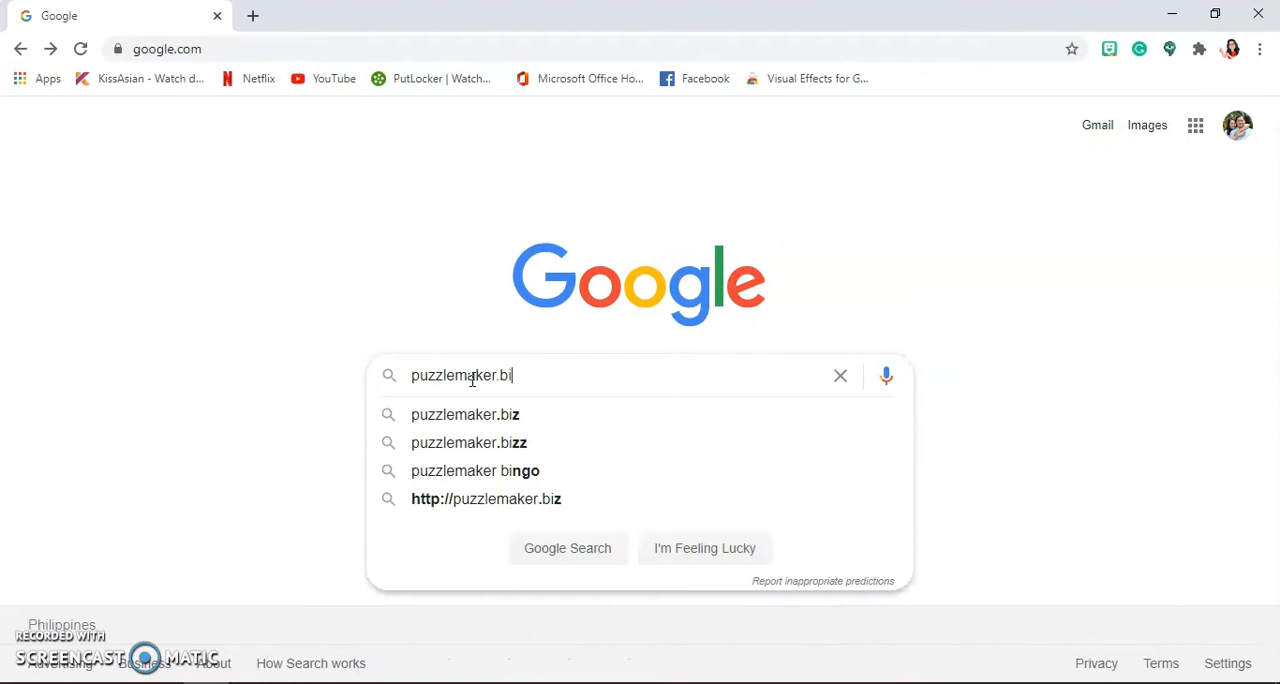 Google
google.com
Apps KissAsian - Watch d... Netflix YouTube PutLocker | Watch... Microsoft Office Ho... Facebook Visual Effects for G...
Gmail Images
Google
puzzlemaker.bi
puzzlemaker.biz
puzzlemaker.bizz
puzzlemaker bingo
http://puzzlemaker.biz
Google Search I'm Feeling Lucky
Report inappropriate predictions
Philippines
RECORDED WITH
SCREENCAST MATIC
Advertising Business About How Search works Privacy Terms Settings